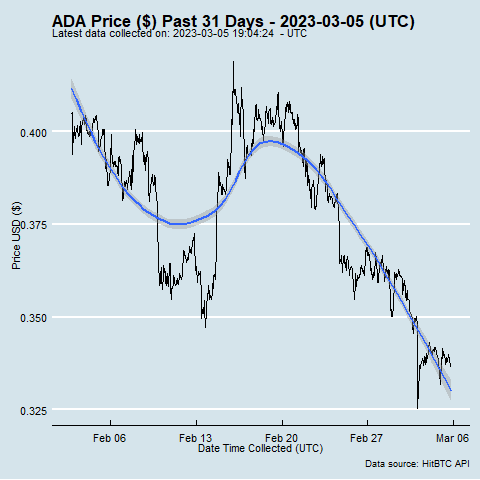 ADA Price ($) Past 31 Days - 2023-03-05 (UTC)
Latest data collected on: 2023-03-05 19:04:24 - UTC
Price USD ($)
0.400
0.375
0.350
0.325
Feb 06 Feb 13 Feb 20 Feb 27 Mar 06
Date Time Collected (UTC)
Data source: HitBTC API